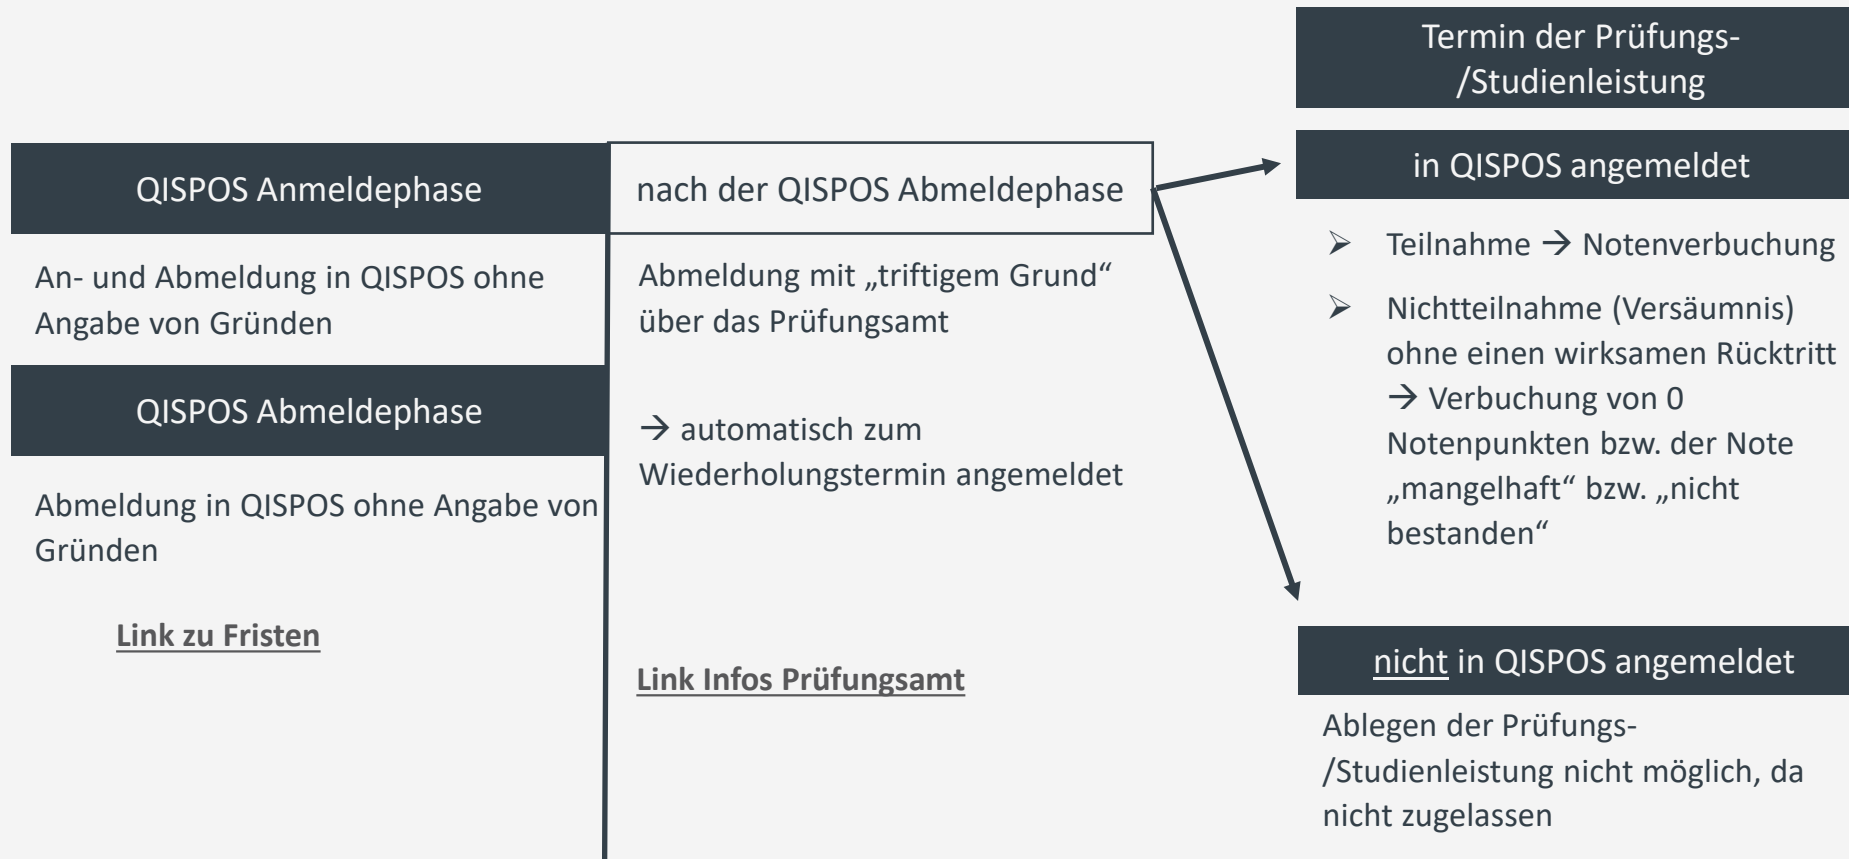 QISPOS Anmeldephase
An- und Abmeldung in QISPOS ohne
Angabe von Gründen
QISPOS Abmeldephase
Abmeldung in QISPOS ohne Angabe von
Gründen
Link zu Fristen
nach der QISPOS Abmeldephase
Abmeldung mit „triftigem Grund“
über das Prüfungsamt
→ automatisch zum
Wiederholungstermin angemeldet
Link Infos Prüfungsamt
Termin der Prüfungs-
/Studienleistung
in QISPOS angemeldet
➢ Teilnahme → Notenverbuchung
➢ Nichtteilnahme (Versäumnis)
ohne einen wirksamen Rücktritt
→ Verbuchung von 0
Notenpunkten bzw. der Note
„mangelhaft“ bzw. „nicht
bestanden“
nicht in QISPOS angemeldet
Ablegen der Prüfungs-
/Studienleistung nicht möglich, da
nicht zugelassen